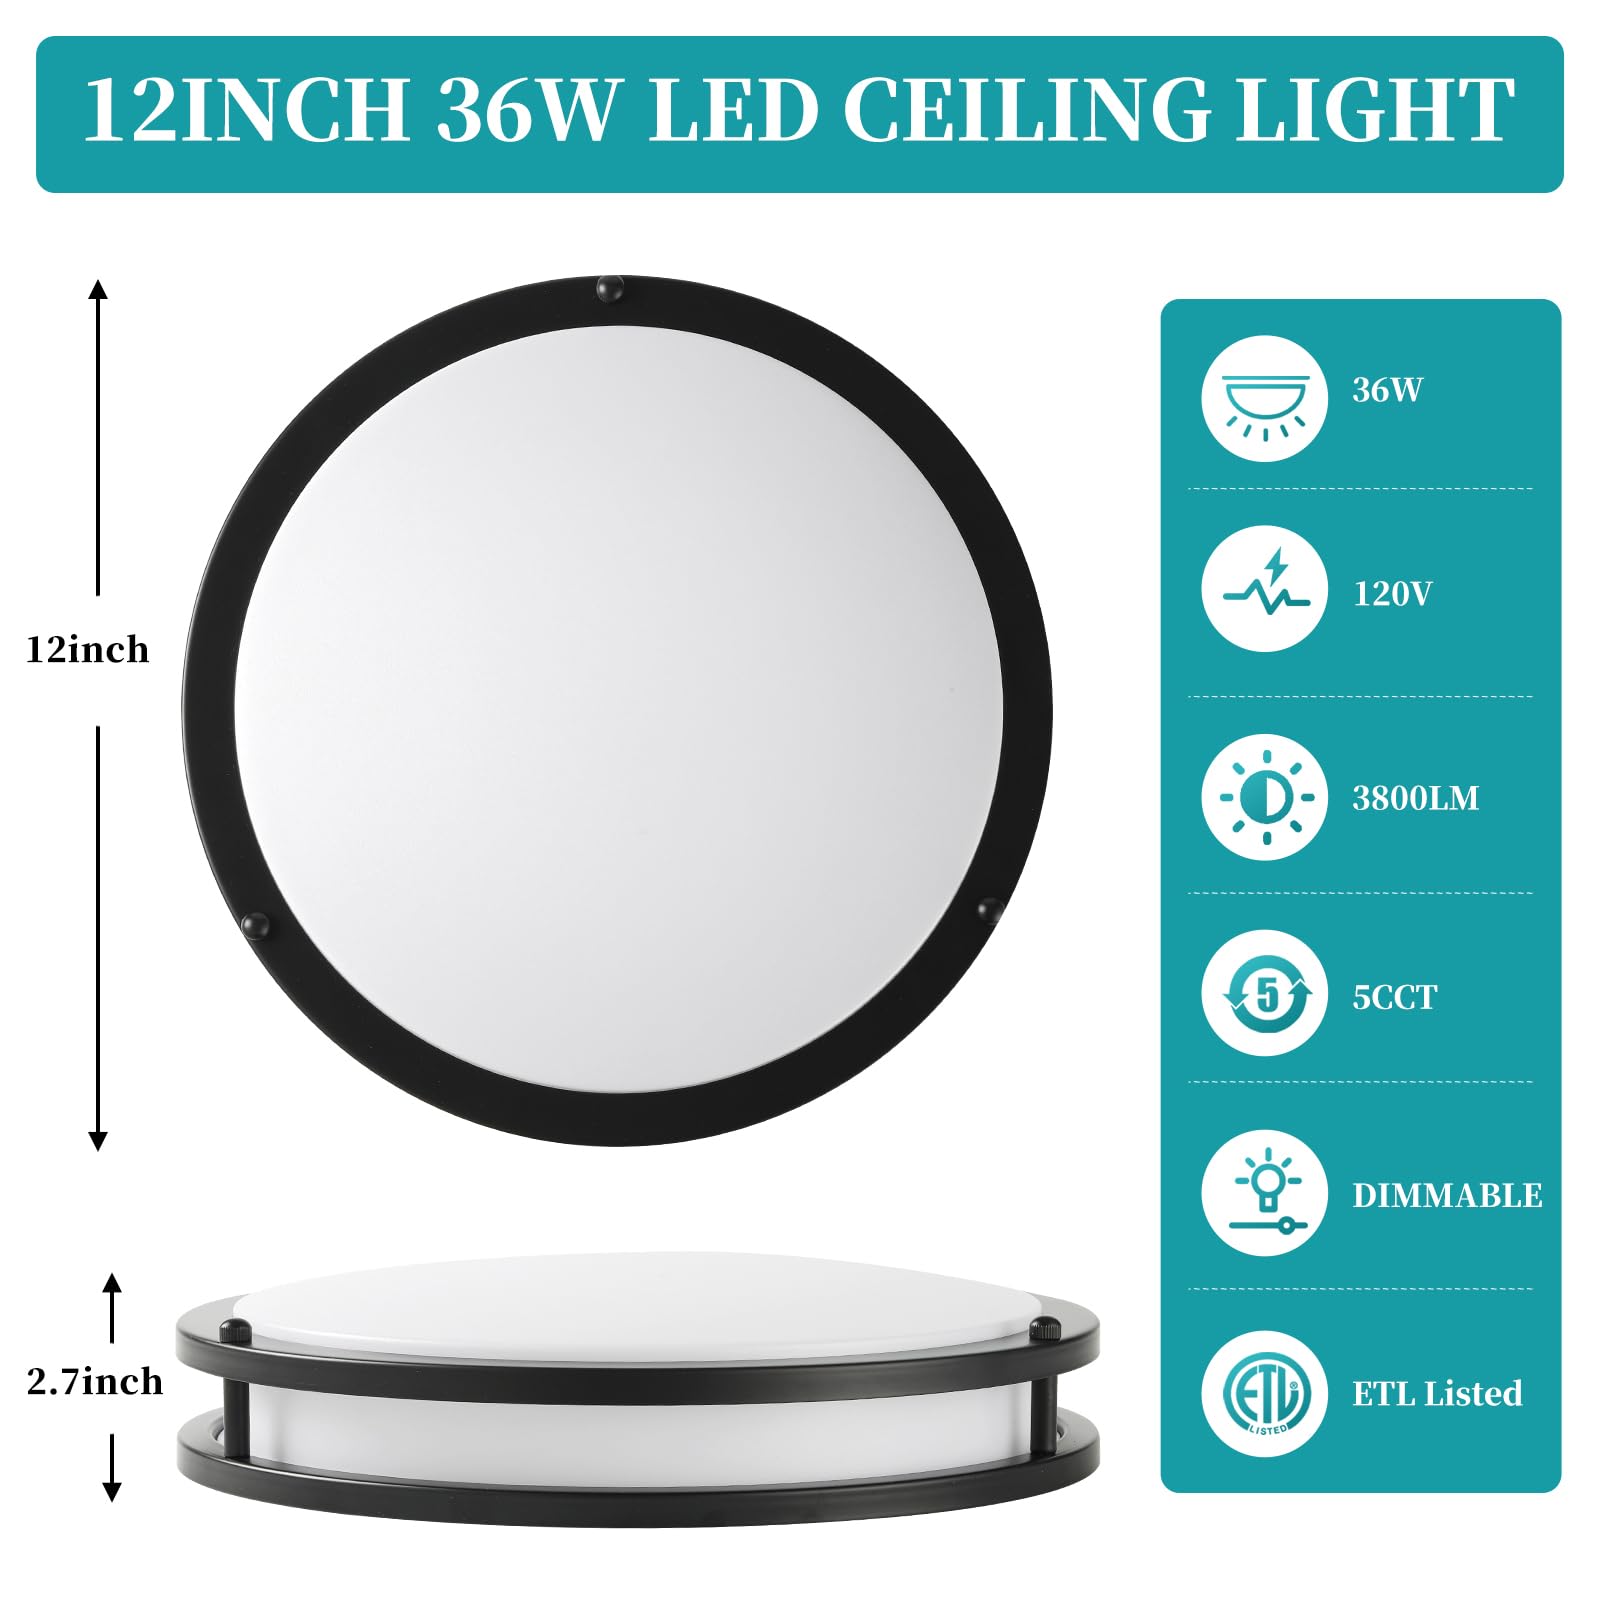 12INCH 36W LED CEILING LIGHT
12inch
2.7inch
36W
120V
3800LM
5
5CCT
DIMMABLE
ETL®
LISTED
ETL Listed